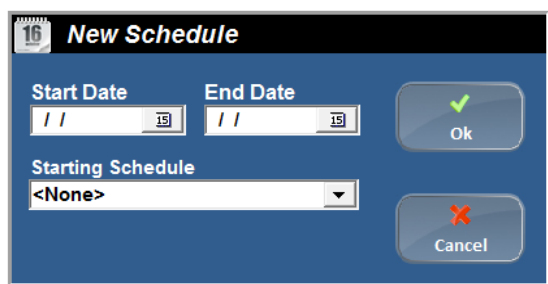 16 New Schedule
Start Date End Date
/ / 15 / / 15
Starting Schedule
<None>
Ok
Cancel